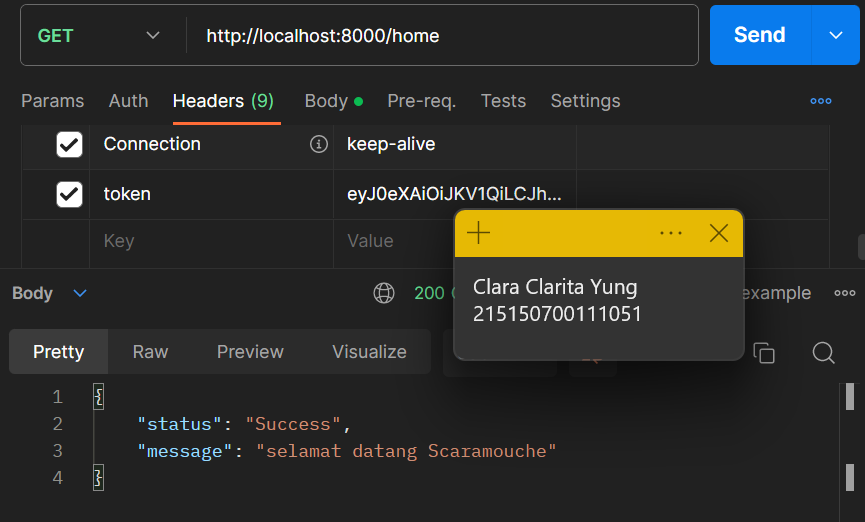 GET http://localhost:8000/home Send
Params Auth Headers (9) Body Pre-req. Tests Settings
Connection keep-alive
token eyJ0eXAiOiJKV1QiLCJh...
Key Value
Body 200 example
Clara Clarita Yung
215150700111051
Pretty Raw Preview Visualize
1 {
2 "status": "Success",
3 "message": "selamat datang Scaramouche"
4 }